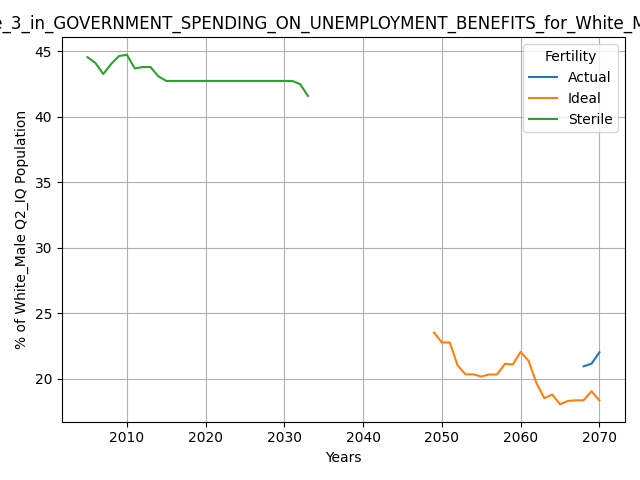 _3_in_GOVERNMENT_SPENDING_ON_UNEMPLOYMENT_BENEFITS_for_White_M
45
40
35
30
25
20
% of White_Male Q2_IQ Population
Fertility
Actual
Ideal
Sterile
2010 2020 2030 2040 2050 2060 2070
Years